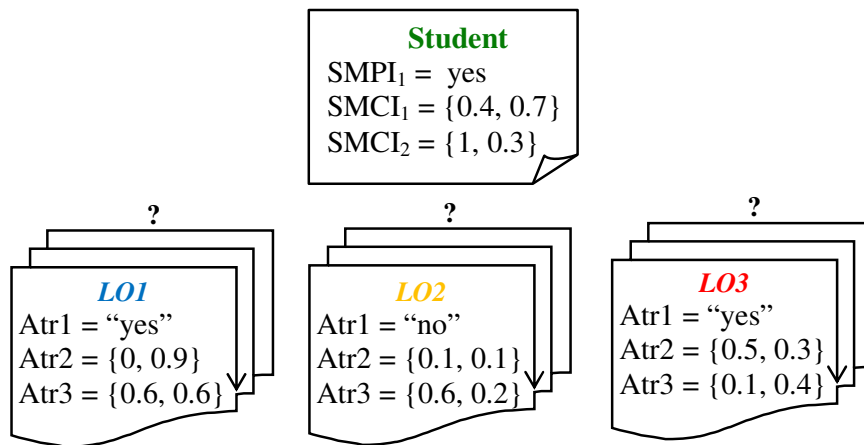 Student
SMPI₁ = yes
SMCI₁ = {0.4, 0.7}
SMCI₂ = {1, 0.3}
?
LO1
Atr1 = “yes”
Atr2 = {0, 0.9}
Atr3 = {0.6, 0.6}
?
LO2
Atr1 = “no”
Atr2 = {0.1, 0.1}
Atr3 = {0.6, 0.2}
?
LO3
Atr1 = “yes”
Atr2 = {0.5, 0.3}
Atr3 = {0.1, 0.4}